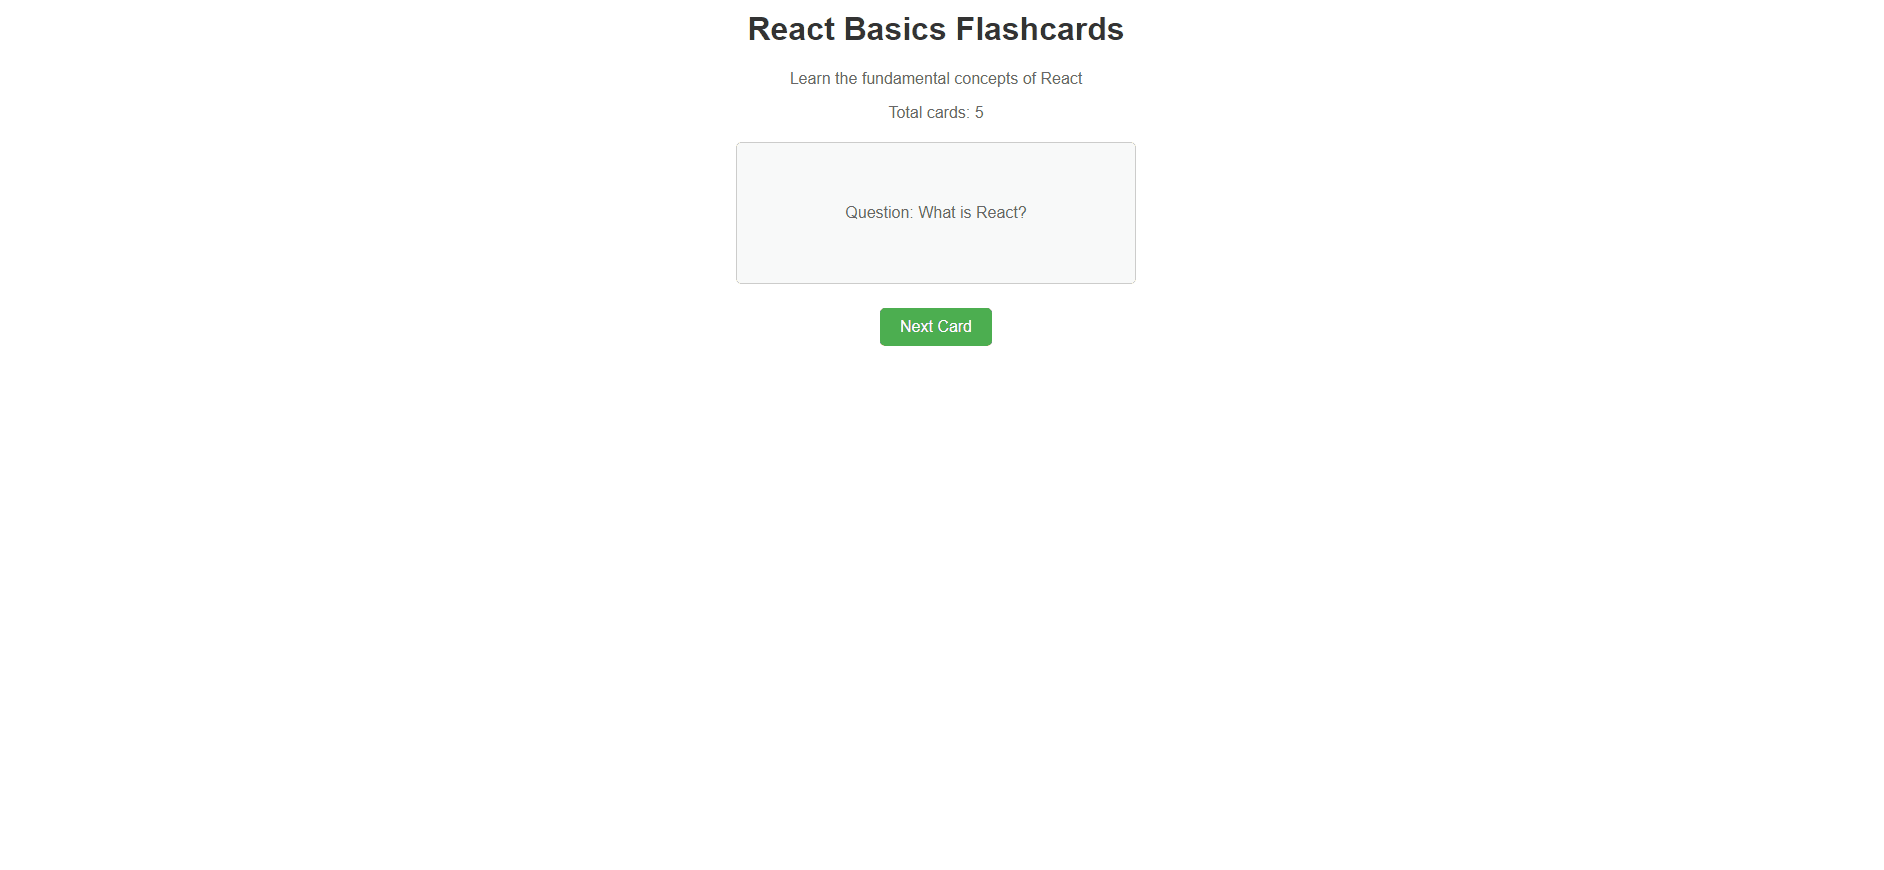 React Basics Flashcards
Learn the fundamental concepts of React
Total cards: 5
Question: What is React?
Next Card